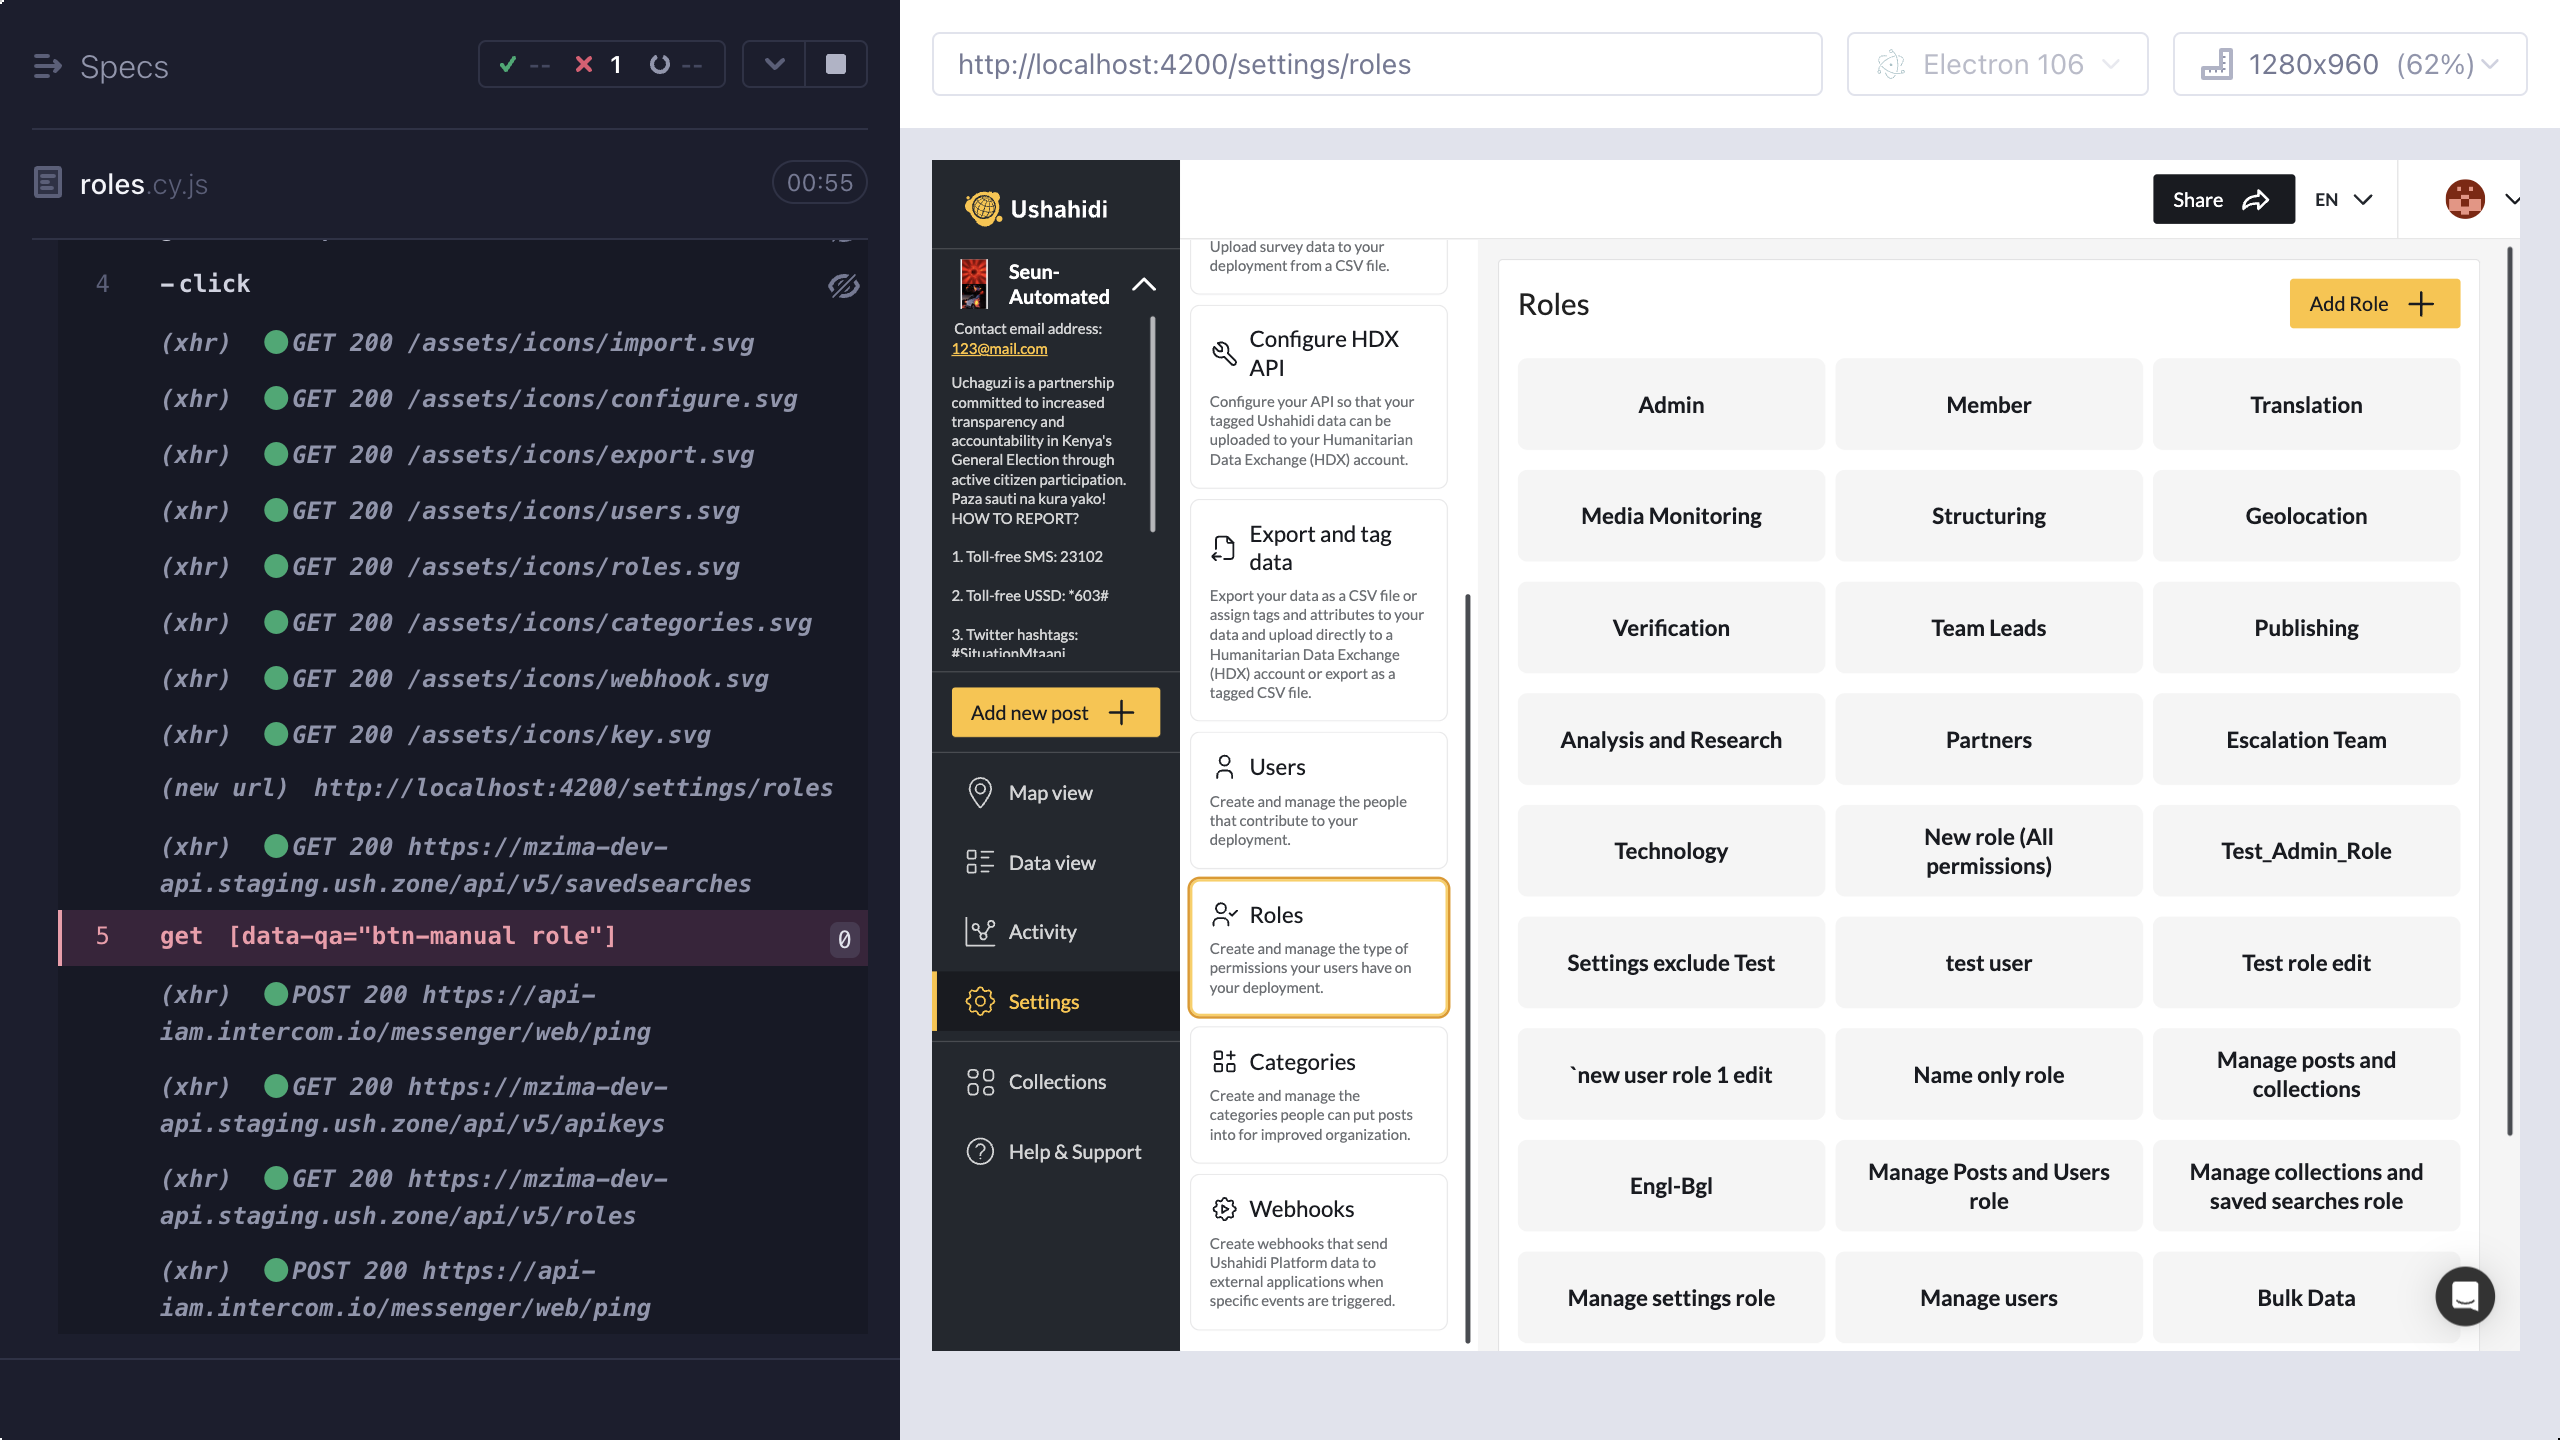 Specs
-- 1 --
roles.cy.js
00:55
4 -click
(xhr) GET 200 /assets/icons/import.svg
(xhr) GET 200 /assets/icons/configure.svg
(xhr) GET 200 /assets/icons/export.svg
(xhr) GET 200 /assets/icons/users.svg
(xhr) GET 200 /assets/icons/roles.svg
(xhr) GET 200 /assets/icons/categories.svg
(xhr) GET 200 /assets/icons/webhook.svg
(xhr) GET 200 /assets/icons/key.svg
(new url) http://localhost:4200/settings/roles
(xhr) GET 200 https://mzima-dev-
api.staging.ush.zone/api/v5/savedsearches
5 get [data-qa="btn-manual role"] 0
(xhr) POST 200 https://api-
iam.intercom.io/messenger/web/ping
(xhr) GET 200 https://mzima-dev-
api.staging.ush.zone/api/v5/apikeys
(xhr) GET 200 https://mzima-dev-
api.staging.ush.zone/api/v5/roles
(xhr) POST 200 https://api-
iam.intercom.io/messenger/web/ping
http://localhost:4200/settings/roles
Electron 106
1280x960 (62%)
Ushahidi
Seun-
Automated
Contact email address:
123@mail.com
Uchaguzi is a partnership
committed to increased
transparency and
accountability in Kenya's
General Election through
active citizen participation.
Paza sauti na kura yako!
HOW TO REPORT?
1. Toll-free SMS: 23102
2. Toll-free USSD: *603#
3. Twitter hashtags:
#SituationMtaani
Add new post
Map view
Data view
Activity
Settings
Collections
Help & Support
Share
EN
Upload survey data to your
deployment from a CSV file.
Configure HDX
API
Configure your API so that your
tagged Ushahidi data can be
uploaded to your Humanitarian
Data Exchange (HDX) account.
Export and tag
data
Export your data as a CSV file or
assign tags and attributes to your
data and upload directly to a
Humanitarian Data Exchange
(HDX) account or export as a
tagged CSV file.
Users
Create and manage the people
that contribute to your
deployment.
Roles
Create and manage the type of
permissions your users have on
your deployment.
Categories
Create and manage the
categories people can put posts
into for improved organization.
Webhooks
Create webhooks that send
Ushahidi Platform data to
external applications when
specific events are triggered.
Roles
Add Role
Admin
Member
Translation
Media Monitoring
Structuring
Geolocation
Verification
Team Leads
Publishing
Analysis and Research
Partners
Escalation Team
Technology
New role (All
permissions)
Test_Admin_Role
Settings exclude Test
test user
Test role edit
`new user role 1 edit
Name only role
Manage posts and
collections
Engl-Bgl
Manage Posts and Users
role
Manage collections and
saved searches role
Manage settings role
Manage users
Bulk Data